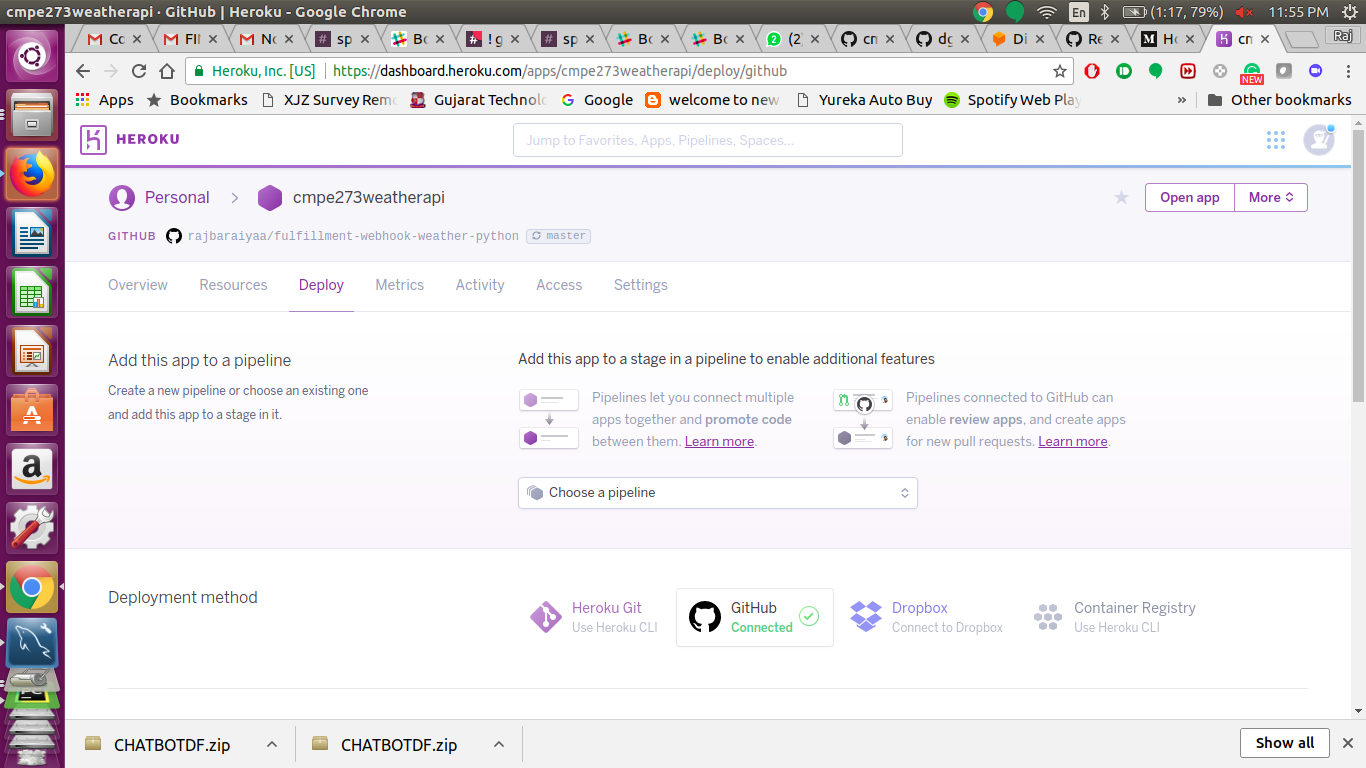 cmpe273weatherapi · GitHub | Heroku - Google Chrome
En
(1:17, 79%)
11:55 PM
Co
FII
No
sp
Bo
! g
sp
Bo
Bo
(2)
cm
dg
Di
Re
Ho
cm
Raj
Heroku, Inc. [US]
https://dashboard.heroku.com/apps/cmpe273weatherapi/deploy/github
NEW
Apps
Bookmarks
XJZ Survey Remo
Gujarat Technolo
Google
welcome to new
Yureka Auto Buy
Spotify Web Play
»
Other bookmarks
HEROKU
Jump to Favorites, Apps, Pipelines, Spaces...
Personal
cmpe273weatherapi
Open app
More
GITHUB
rajbaraiyaa/fulfillment-webhook-weather-python
master
Overview
Resources
Deploy
Metrics
Activity
Access
Settings
Add this app to a pipeline
Create a new pipeline or choose an existing one
and add this app to a stage in it.
Add this app to a stage in a pipeline to enable additional features
Pipelines let you connect multiple
apps together and promote code
between them. Learn more.
Pipelines connected to GitHub can
enable review apps, and create apps
for new pull requests. Learn more.
Choose a pipeline
Deployment method
Heroku Git
Use Heroku CLI
GitHub
Connected
Dropbox
Connect to Dropbox
Container Registry
Use Heroku CLI
CHATBOTDF.zip
CHATBOTDF.zip
Show all